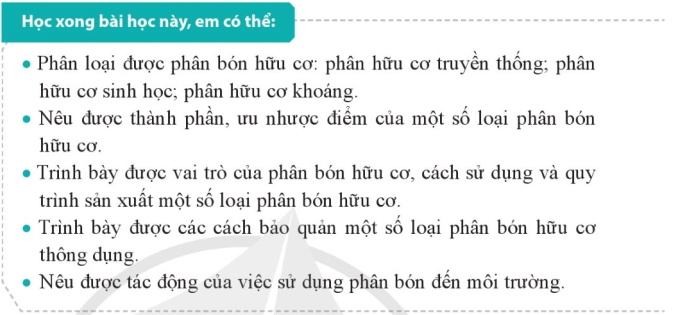 Học xong bài học này, em có thể:
• Phân loại được phân bón hữu cơ: phân hữu cơ truyền thống; phân
hữu cơ sinh học; phân hữu cơ khoáng.
• Nêu được thành phần, ưu nhược điểm của một số loại phân bón
hữu cơ.
• Trình bày được vai trò của phân bón hữu cơ, cách sử dụng và quy
trình sản xuất một số loại phân bón hữu cơ.
• Trình bày được các cách bảo quản một số loại phân bón hữu cơ
thông dụng.
• Nêu được tác động của việc sử dụng phân bón đến môi trường.